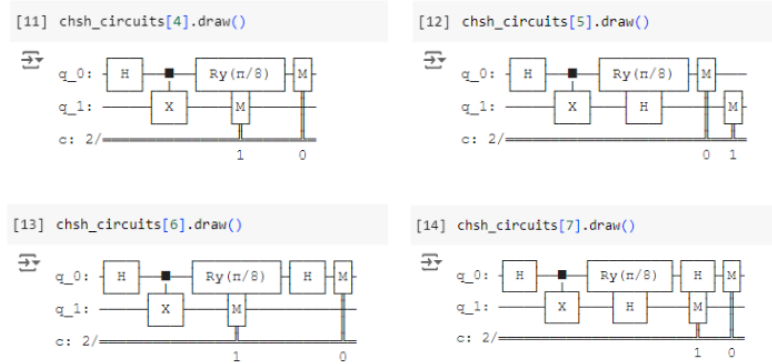 [11] chsh_circuits[4].draw()
q_0: H Ry(π/8) M
q_1: X M
c: 2/
1 0
[12] chsh_circuits[5].draw()
q_0: H Ry(π/8) M
q_1: X H M
c: 2/
0 1
[13] chsh_circuits[6].draw()
q_0: H Ry(π/8) H M
q_1: X M
c: 2/
1 0
[14] chsh_circuits[7].draw()
q_0: H Ry(π/8) H M
q_1: X H M
c: 2/
1 0